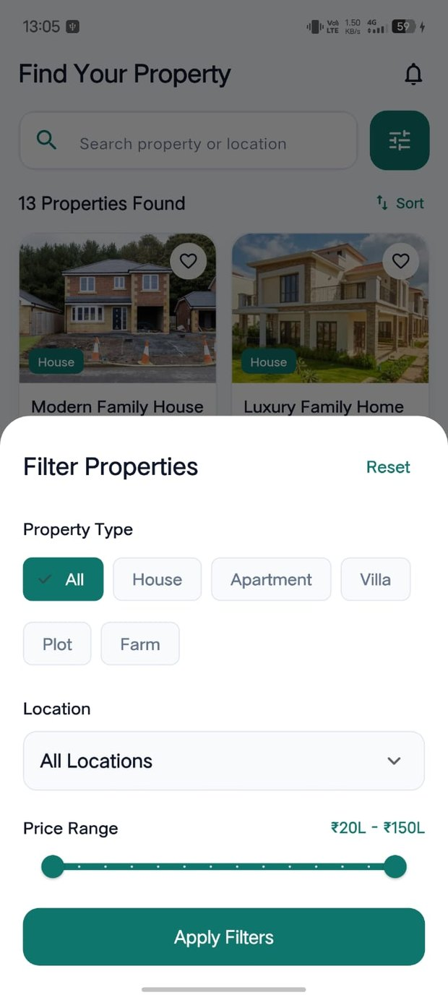 13:05
Vo)) 1.50 4G 59
LTE KB/s
Find Your Property
Search property or location
13 Properties Found
Sort
House
House
Modern Family House
Luxury Family Home
Filter Properties
Reset
Property Type
All
House
Apartment
Villa
Plot
Farm
Location
All Locations
Price Range
₹20L - ₹150L
Apply Filters